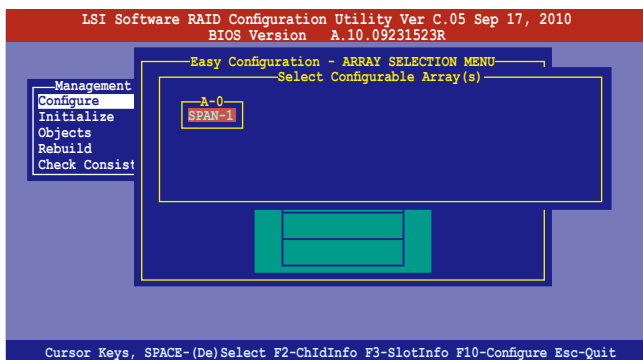 LSI Software RAID Configuration Utility Ver C.05 Sep 17, 2010
BIOS Version A.10.09231523R
Easy Configuration - ARRAY SELECTION MENU
Select Configurable Array(s)
Management
Configure
Initialize
Objects
Rebuild
Check Consist
A-0
SPAN-1
Cursor Keys, SPACE-(De)Select F2-ChIdInfo F3-SlotInfo F10-Configure Esc-Quit